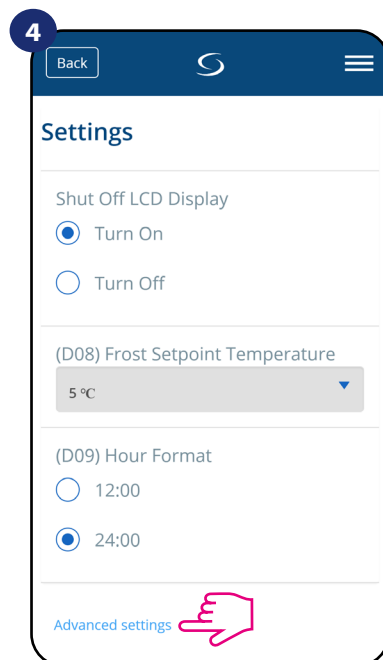 4
Back
Settings
Shut Off LCD Display
Turn On
Turn Off
(D08) Frost Setpoint Temperature
5 °C
(D09) Hour Format
12:00
24:00
Advanced settings